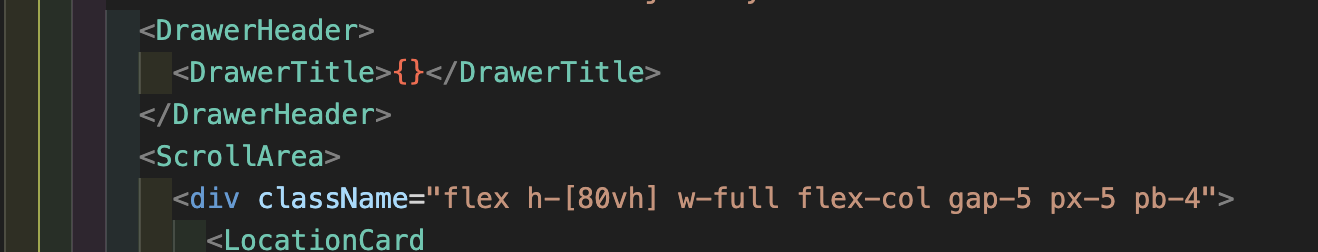 <DrawerHeader>
<DrawerTitle>{}</DrawerTitle>
</DrawerHeader>
<ScrollArea>
<div className="flex h-[80vh] w-full flex-col gap-5 px-5 pb-4">
<LocationCard